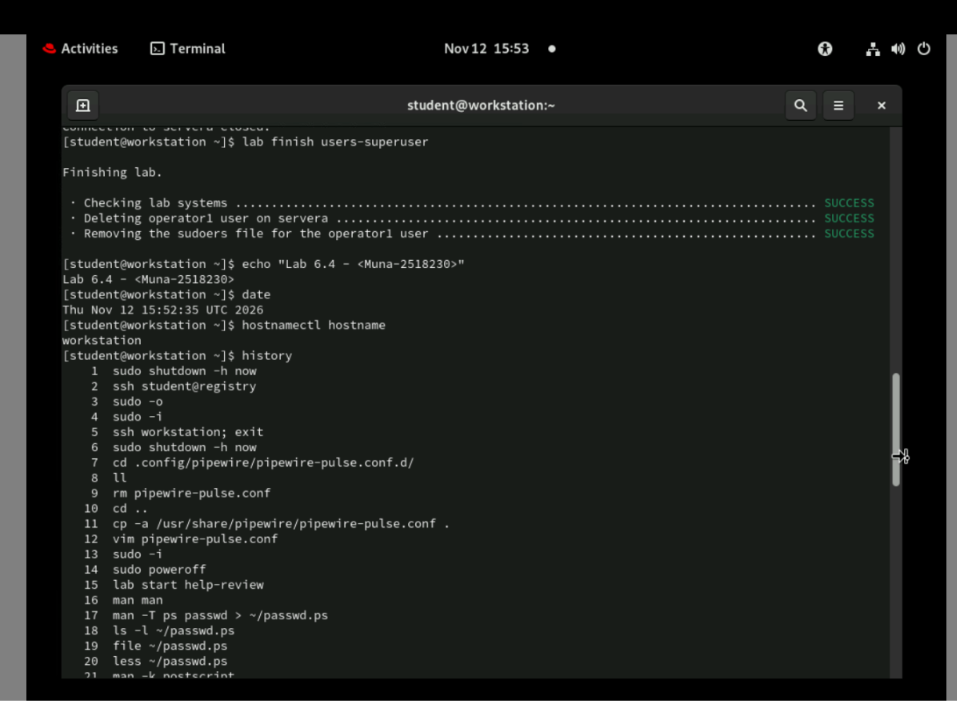 Activities Terminal Nov 12 15:53
student@workstation:~
connection to servera closed.
[student@workstation ~]$ lab finish users-superuser
Finishing lab.
· Checking lab systems ................................................................................. SUCCESS
· Deleting operator1 user on servera ................................................................... SUCCESS
· Removing the sudoers file for the operator1 user ..................................................... SUCCESS
[student@workstation ~]$ echo "Lab 6.4 – <Muna-2518230>"
Lab 6.4 – <Muna-2518230>
[student@workstation ~]$ date
Thu Nov 12 15:52:35 UTC 2026
[student@workstation ~]$ hostnamectl hostname
workstation
[student@workstation ~]$ history
1 sudo shutdown -h now
2 ssh student@registry
3 sudo -o
4 sudo -i
5 ssh workstation; exit
6 sudo shutdown -h now
7 cd .config/pipewire/pipewire-pulse.conf.d/
8 ll
9 rm pipewire-pulse.conf
10 cd ..
11 cp -a /usr/share/pipewire/pipewire-pulse.conf .
12 vim pipewire-pulse.conf
13 sudo -i
14 sudo poweroff
15 lab start help-review
16 man man
17 man -T ps passwd > ~/passwd.ps
18 ls -l ~/passwd.ps
19 file ~/passwd.ps
20 less ~/passwd.ps
21 man -k postscript